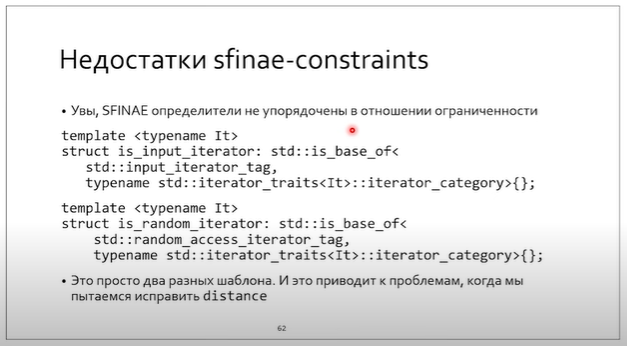 Недостатки sfinae-constraints
• Увы, SFINAE определители не упорядочены в отношении ограниченности
template <typename It>
struct is_input_iterator: std::is_base_of<
std::input_iterator_tag,
typename std::iterator_traits<It>::iterator_category>{};
template <typename It>
struct is_random_iterator: std::is_base_of<
std::random_access_iterator_tag,
typename std::iterator_traits<It>::iterator_category>{};
• Это просто два разных шаблона. И это приводит к проблемам, когда мы
пытаемся исправить distance
62